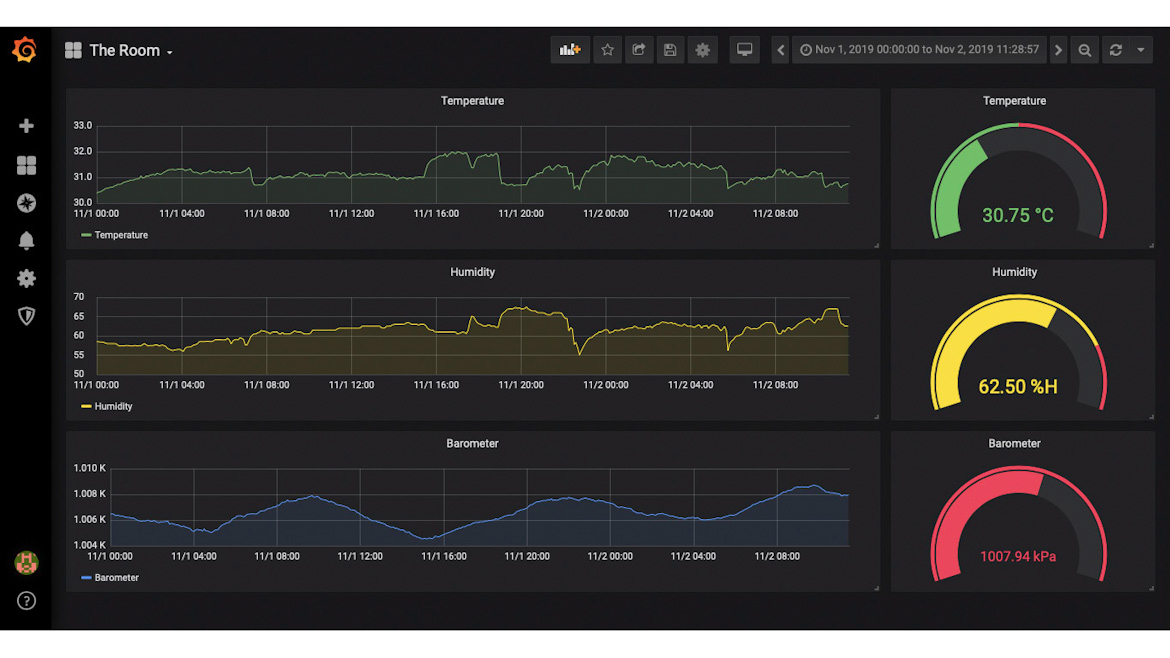 The Room
Nov 1, 2019 00:00:00 to Nov 2, 2019 11:28:57
Temperature
33.0
32.0
31.0
30.0
11/1 00:00 11/1 04:00 11/1 08:00 11/1 12:00 11/1 16:00 11/1 20:00 11/2 00:00 11/2 04:00 11/2 08:00
Temperature
Temperature
30.75 °C
Humidity
70
65
60
55
50
11/1 00:00 11/1 04:00 11/1 08:00 11/1 12:00 11/1 16:00 11/1 20:00 11/2 00:00 11/2 04:00 11/2 08:00
Humidity
Humidity
62.50 %H
Barometer
1.010 K
1.008 K
1.006 K
1.004 K
11/1 00:00 11/1 04:00 11/1 08:00 11/1 12:00 11/1 16:00 11/1 20:00 11/2 00:00 11/2 04:00 11/2 08:00
Barometer
Barometer
1007.94 kPa